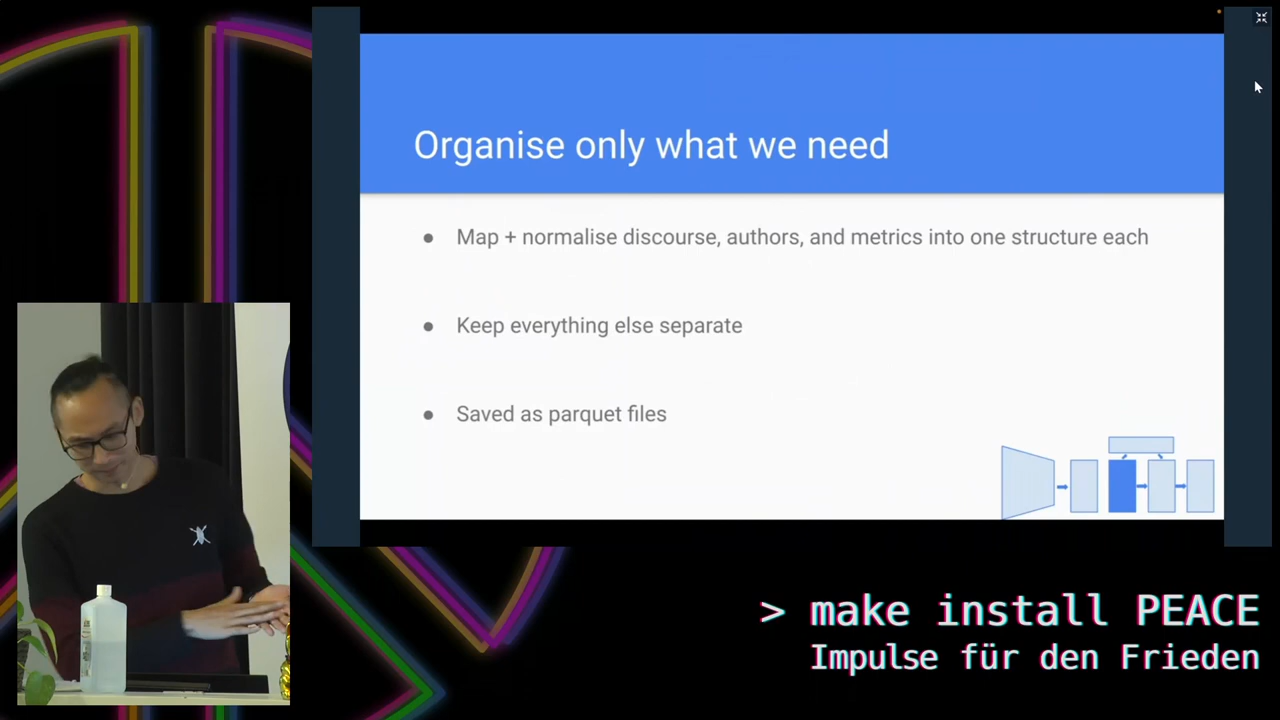 Organise only what we need
Map + normalise discourse, authors, and metrics into one structure each
Keep everything else separate
Saved as parquet files
> make install PEACE
Impulse für den Frieden